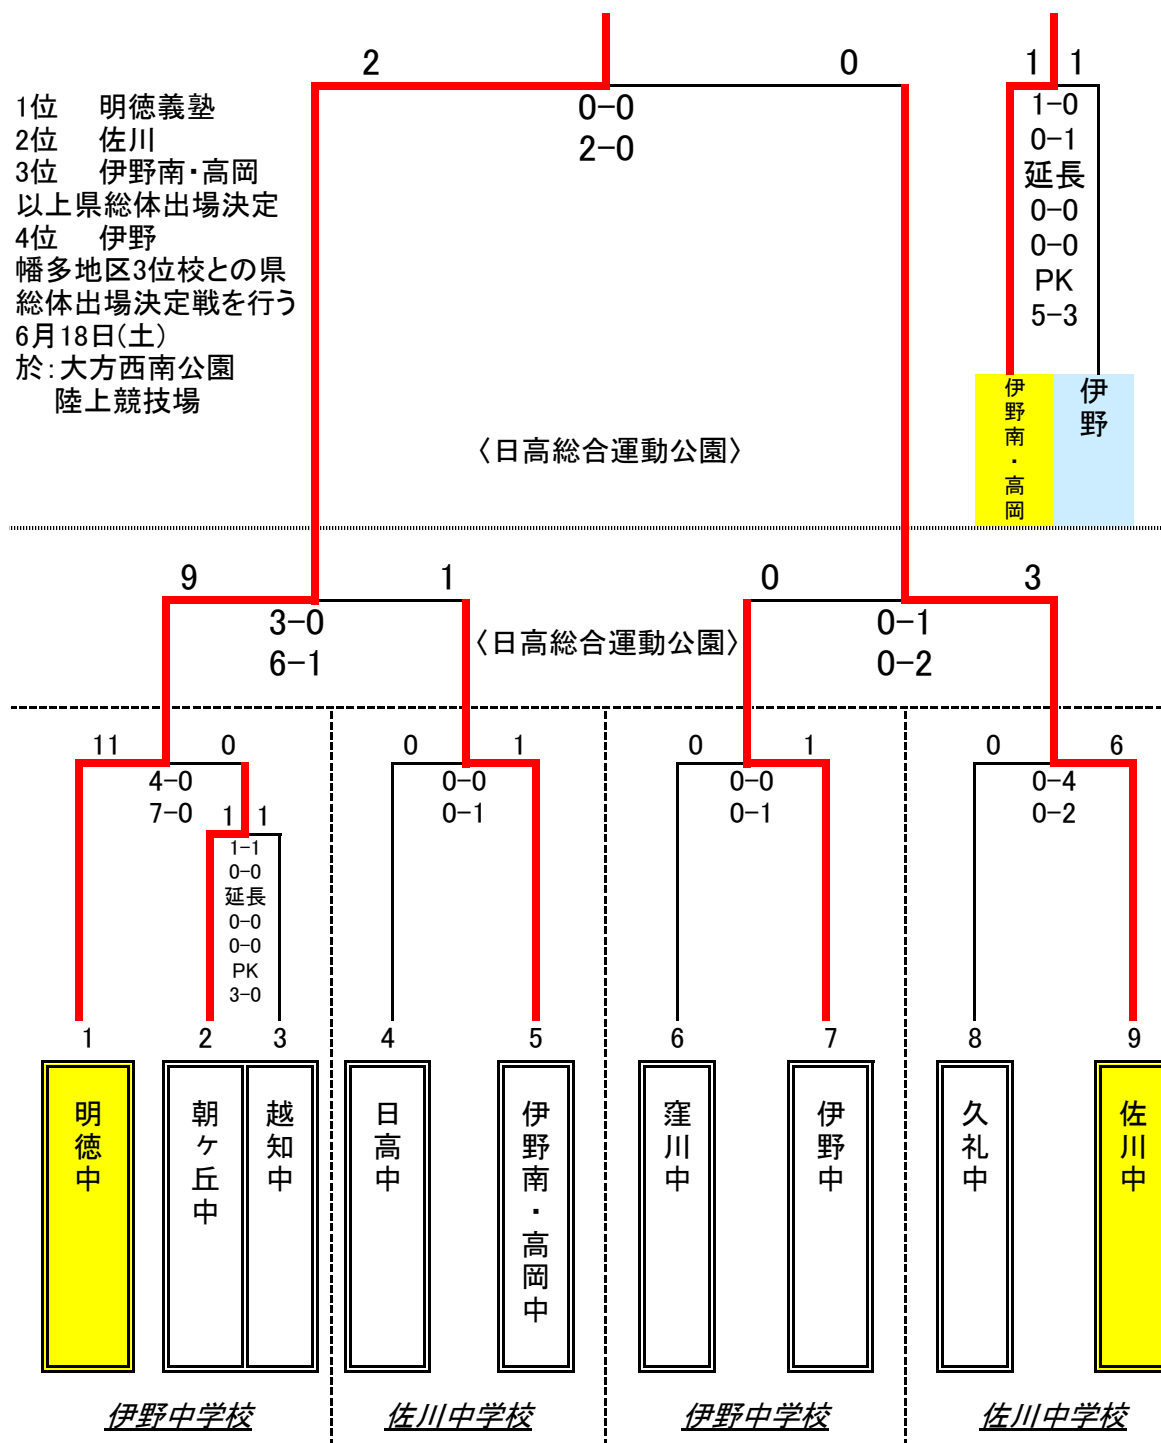 2
0
1
1
1位 明徳義塾
2位 佐川
3位 伊野南・高岡
以上県総体出場決定
4位 伊野
幡多地区3位校との県
総体出場決定戦を行う
6月18日(土)
於:大方西南公園
陸上競技場
0-0
2-0
1-0
0-1
延長
0-0
0-0
PK
5-3
伊野南・高岡
伊野
〈日高総合運動公園〉
9
1
0
3
3-0
6-1
〈日高総合運動公園〉
0-1
0-2
11
0
0
1
0
1
0
6
4-0
7-0
0-0
0-1
0-0
0-1
0-4
0-2
1
1
1-1
0-0
延長
0-0
0-0
PK
3-0
1
2
3
4
5
6
7
8
9
明徳中
朝ヶ丘中
越知中
日高中
伊野南・高岡中
窪川中
伊野中
久礼中
佐川中
伊野中学校
佐川中学校
伊野中学校
佐川中学校